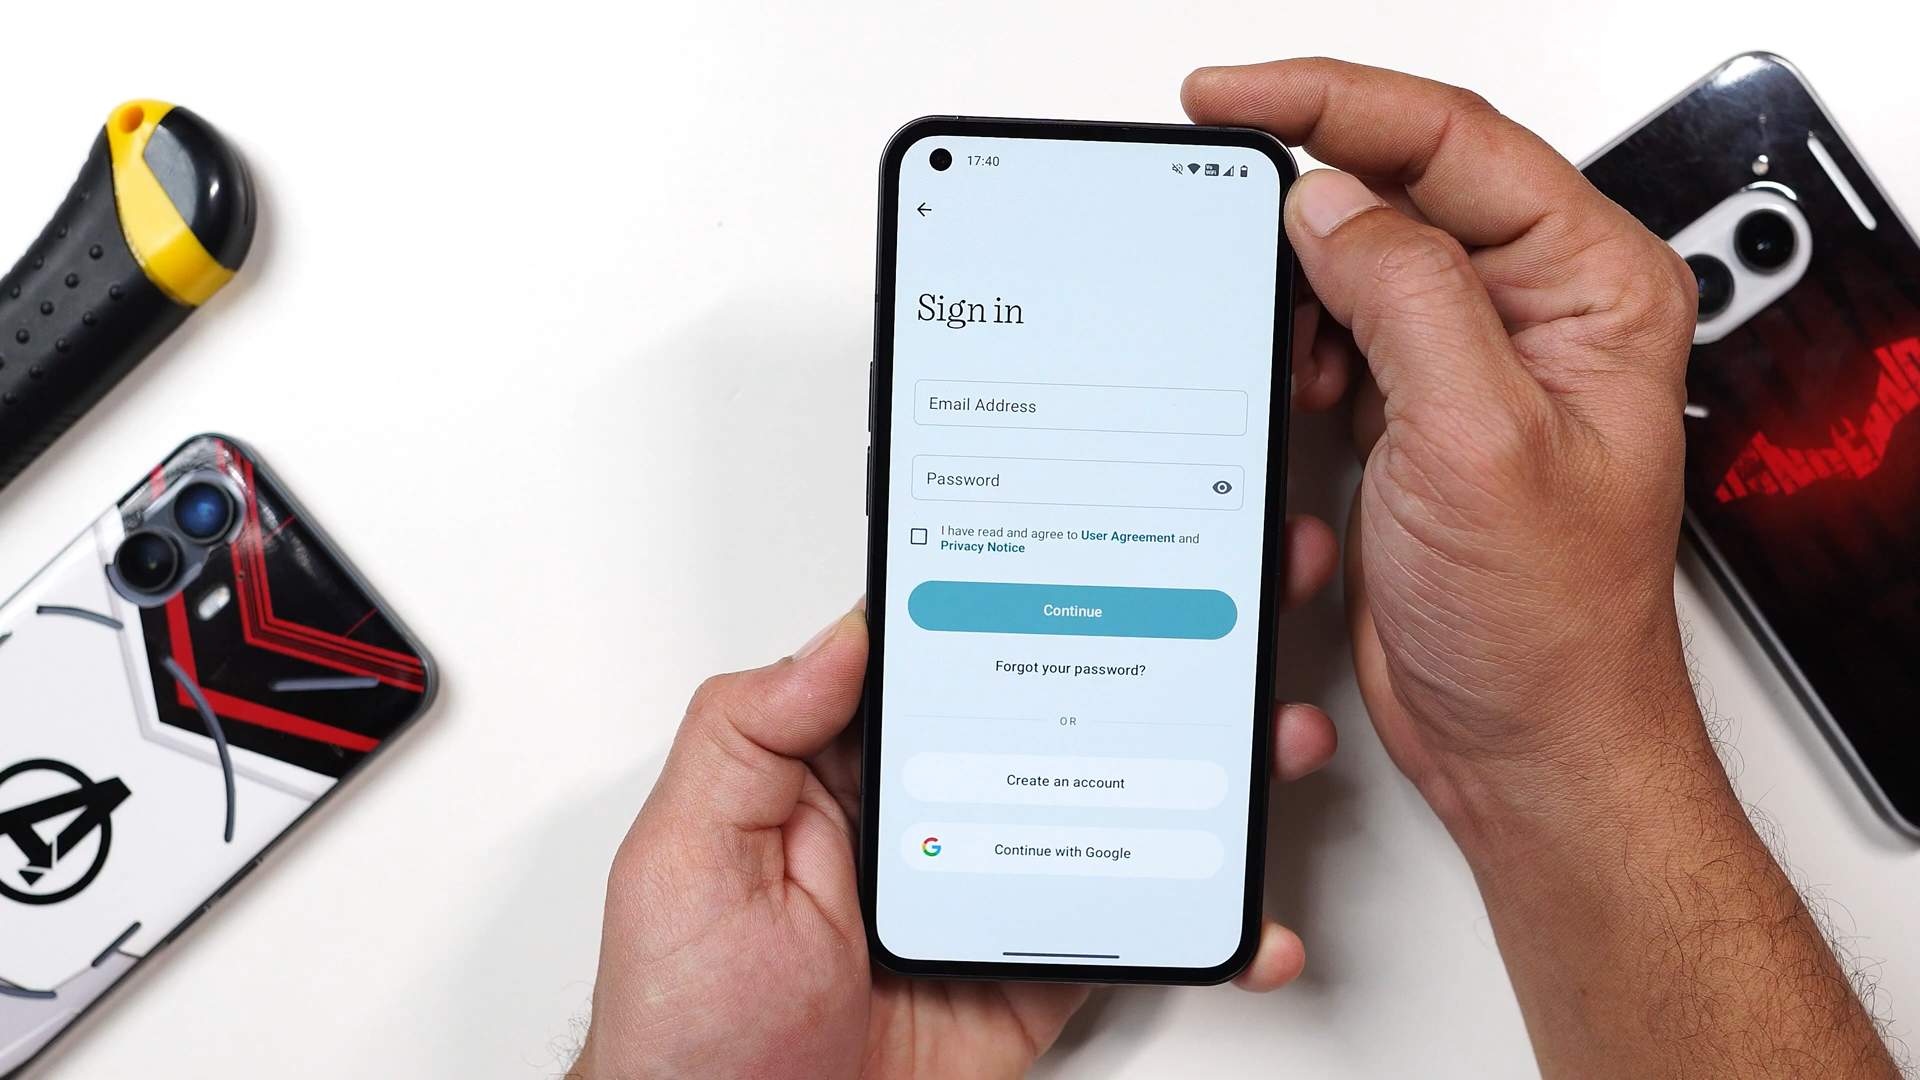 17:40
Sign in
Email Address
Password
I have read and agree to User Agreement and
Privacy Notice
Continue
Forgot your password?
OR
Create an account
Continue with Google